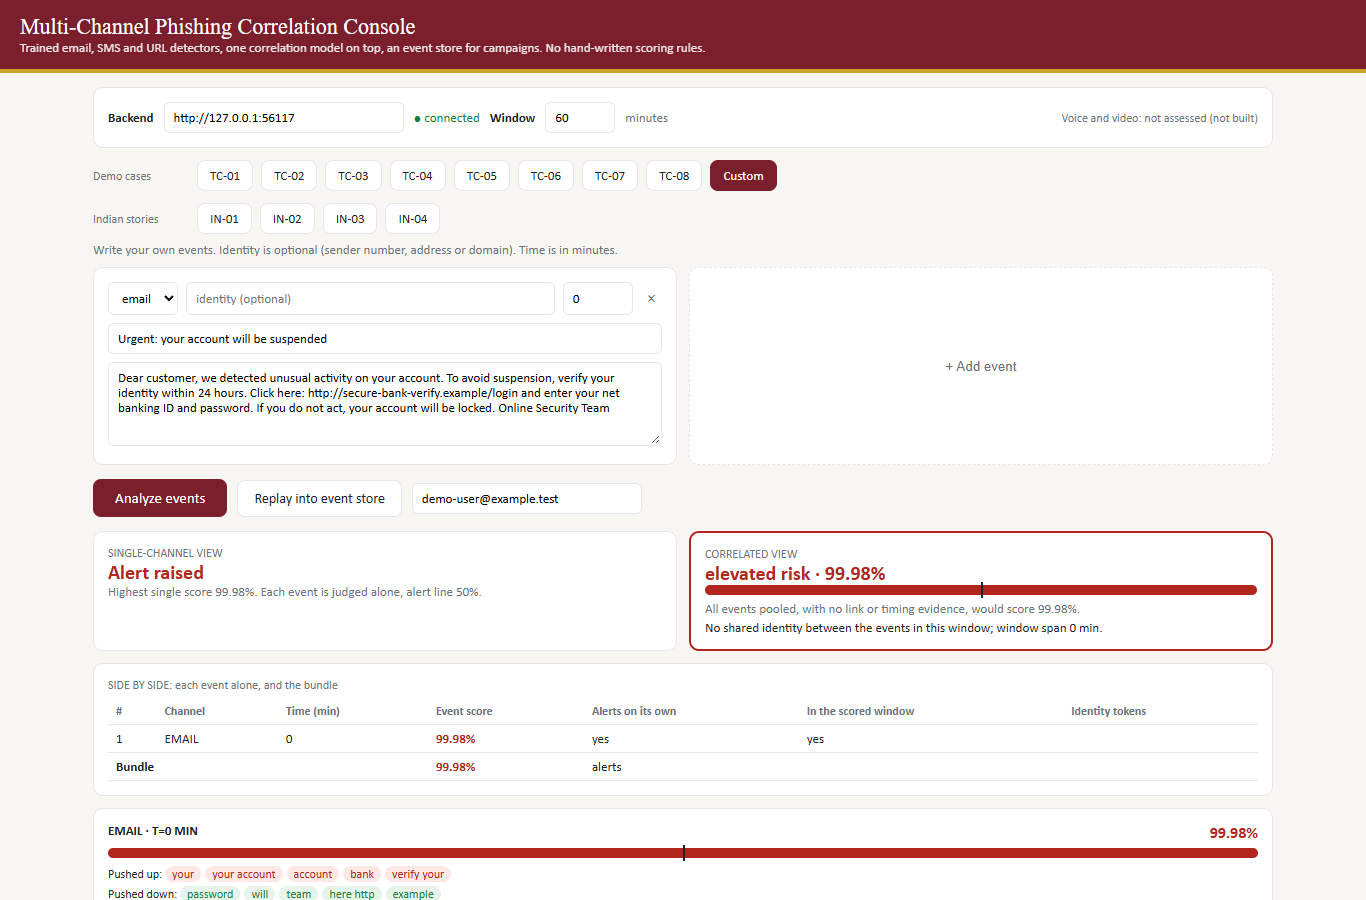 Multi-Channel Phishing Correlation Console
Trained email, SMS and URL detectors, one correlation model on top, an event store for campaigns. No hand-written scoring rules.
Backend http://127.0.0.1:56117 ● connected Window 60 minutes Voice and video: not assessed (not built)
Demo cases TC-01 TC-02 TC-03 TC-04 TC-05 TC-06 TC-07 TC-08 Custom
Indian stories IN-01 IN-02 IN-03 IN-04
Write your own events. Identity is optional (sender number, address or domain). Time is in minutes.
email identity (optional) 0 ×
Urgent: your account will be suspended
Dear customer, we detected unusual activity on your account. To avoid suspension, verify your
identity within 24 hours. Click here: http://secure-bank-verify.example/login and enter your net
banking ID and password. If you do not act, your account will be locked. Online Security Team
+ Add event
Analyze events Replay into event store demo-user@example.test
SINGLE-CHANNEL VIEW
Alert raised
Highest single score 99.98%. Each event is judged alone, alert line 50%.
CORRELATED VIEW
elevated risk · 99.98%
All events pooled, with no link or timing evidence, would score 99.98%.
No shared identity between the events in this window; window span 0 min.
SIDE BY SIDE: each event alone, and the bundle
# Channel Time (min) Event score Alerts on its own In the scored window Identity tokens
1 EMAIL 0 99.98% yes yes
Bundle 99.98% alerts
EMAIL · T=0 MIN 99.98%
Pushed up: your your account account bank verify your
Pushed down: password will team here http example